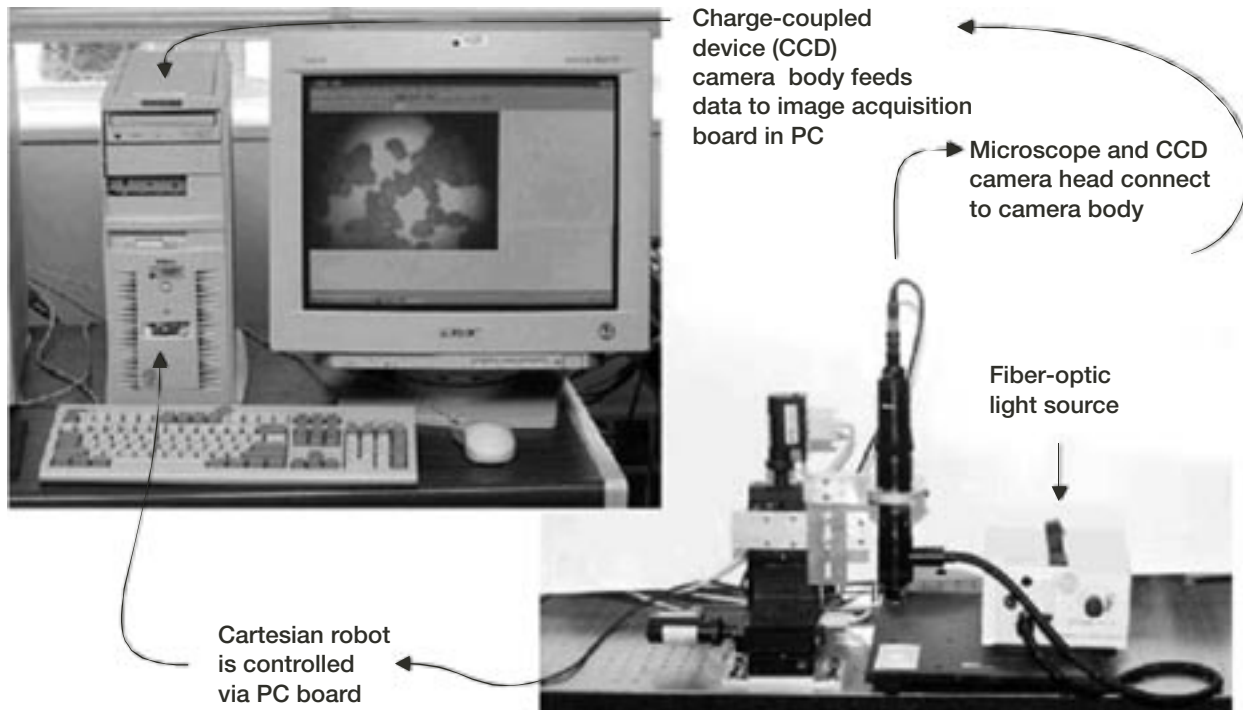 Charge-coupled
device (CCD)
camera body feeds
data to image acquisition
board in PC
Microscope and CCD
camera head connect
to camera body
Fiber-optic
light source
Cartesian robot
is controlled
via PC board